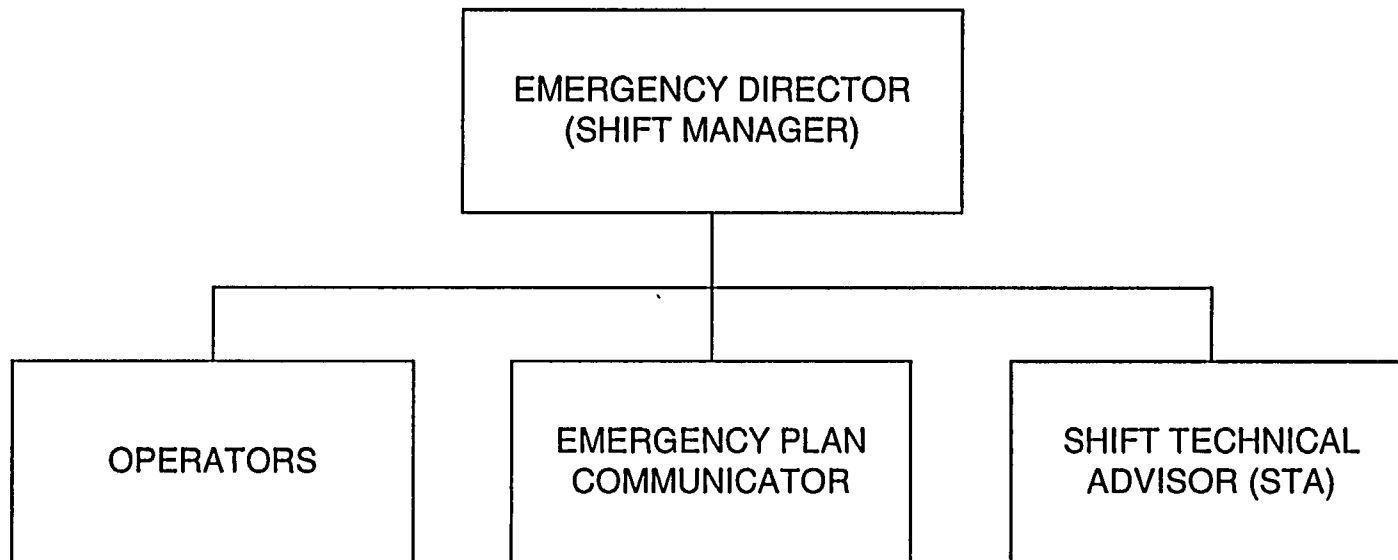 EMERGENCY DIRECTOR
(SHIFT MANAGER)
OPERATORS
EMERGENCY PLAN
COMMUNICATOR
SHIFT TECHNICAL
ADVISOR (STA)